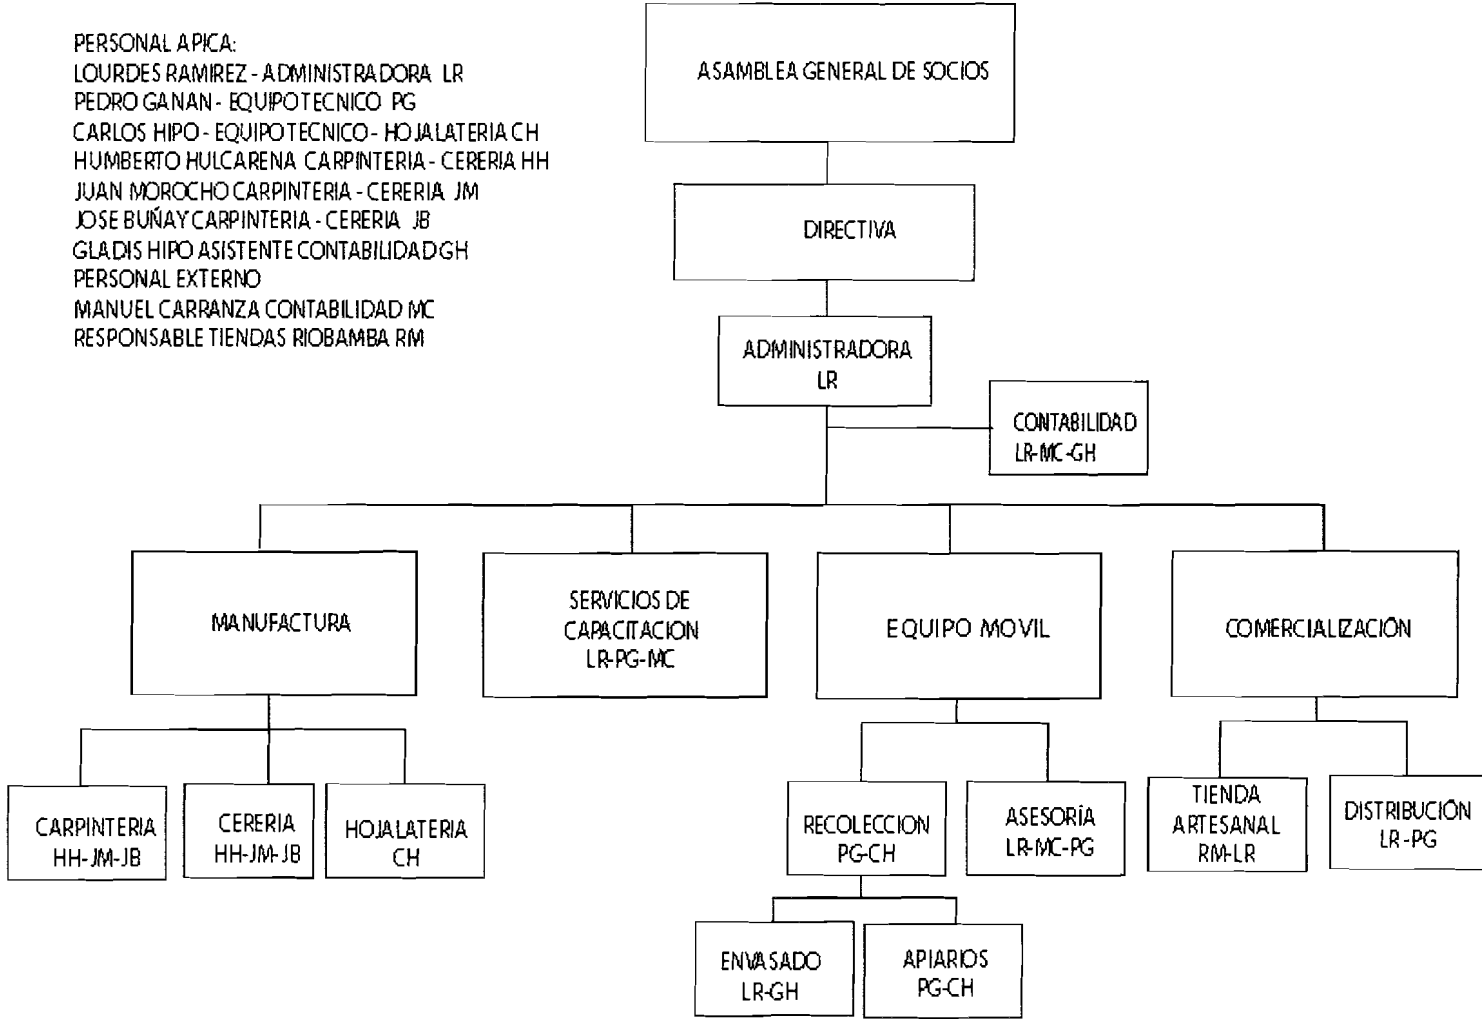 PERSONAL APICA:
LOURDES RAMIREZ - ADMINISTRADORA LR
PEDRO GANAN - EQUIPO TECNICO PG
CARLOS HIPO - EQUIPO TECNICO - HOJALATERIA CH
HUMBERTO HULCARENA CARPINTERIA - CERERIA HH
JUAN MOROCHO CARPINTERIA - CERERIA JM
JOSE BUÑAY CARPINTERIA - CERERIA JB
GLADIS HIPO ASISTENTE CONTABILIDAD GH
PERSONAL EXTERNO
MANUEL CARRANZA CONTABILIDAD MC
RESPONSABLE TIENDAS RIOBAMBA RM
ASAMBLEA GENERAL DE SOCIOS
DIRECTIVA
ADMINISTRADORA
LR
CONTABILIDAD
LR-MC-GH
MANUFACTURA
SERVICIOS DE
CAPACITACION
LR-PG-MC
EQUIPO MOVIL
COMERCIALIZACIÓN
CARPINTERIA
HH-JM-JB
CERERIA
HH-JM-JB
HOJALATERIA
CH
RECOLECCION
PG-CH
ASESORÍA
LR-MC-PG
TIENDA
ARTESANAL
RM-LR
DISTRIBUCIÓN
LR-PG
ENVASADO
LR-GH
APIARIOS
PG-CH